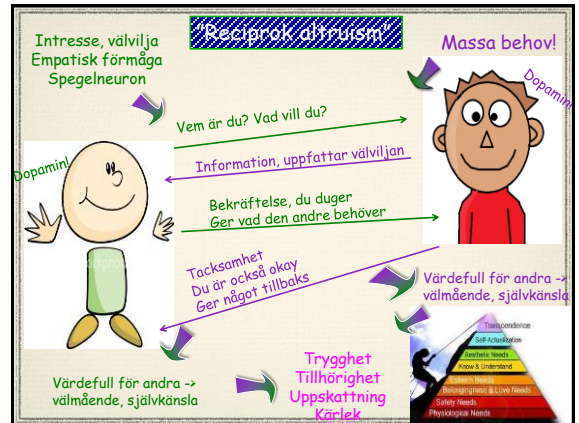 "Reciprok altruism"
Intresse, välvilja
Empatisk förmåga
Spegelneuron
Massa behov!
Dopamin!
Vem är du? Vad vill du?
Information, uppfattar välviljan
Dopamin!
Bekräftelse, du duger
Ger vad den andre behöver
Tacksamhet
Du är också okay
Ger något tillbaks
Värdefull för andra ->
välmående, självkänsla
Transcendence
Self-Actualization
Aesthetic Needs
Know & Understand
Esteem Needs
Belongingness & Love Needs
Safety Needs
Physiological Needs
Trygghet
Tillhörighet
Uppskattning
Kärlek
Värdefull för andra ->
välmående, självkänsla